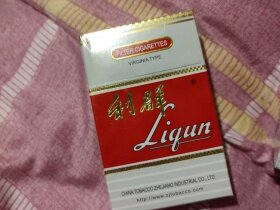 FILTER CIGARETTES
VIRGINIA TYPE
利群
®
Liqun
CHINA TOBACCO ZHEJIANG INDUSTRIAL CO., LTD.
http://www.zjtobacco.com